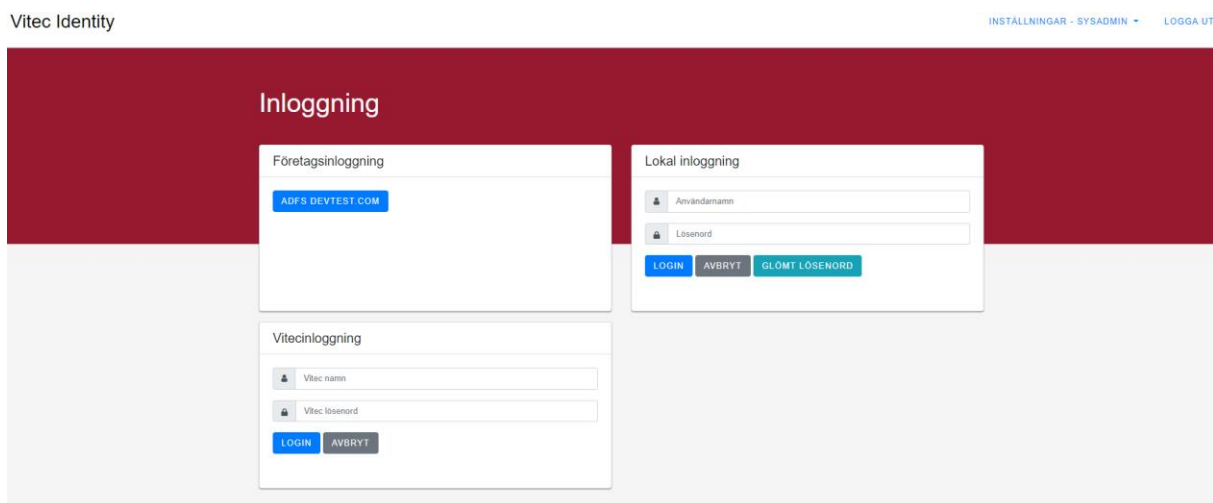 Vitec Identity
INSTÄLLNINGAR - SYSADMIN
LOGGA UT
Inloggning
Företagsinloggning
ADFS DEVTEST.COM
Lokal inloggning
Användarnamn
Lösenord
LOGIN AVBRYT GLÖMT LÖSENORD
Vitecinloggning
Vitec namn
Vitec lösenord
LOGIN AVBRYT